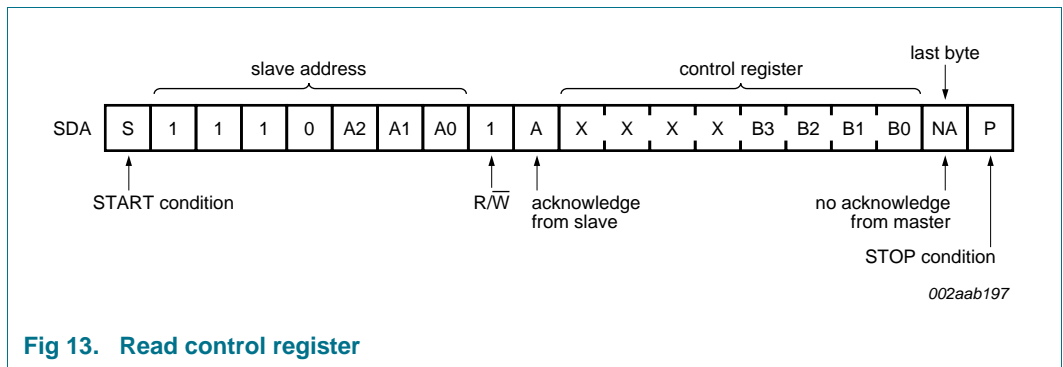 last byte
slave address control register
SDA S 1 1 1 0 A2 A1 A0 1 A X X X X B3 B2 B1 B0 NA P
START condition R/W̅ acknowledge from slave no acknowledge from master
STOP condition
002aab197
Fig 13. Read control register